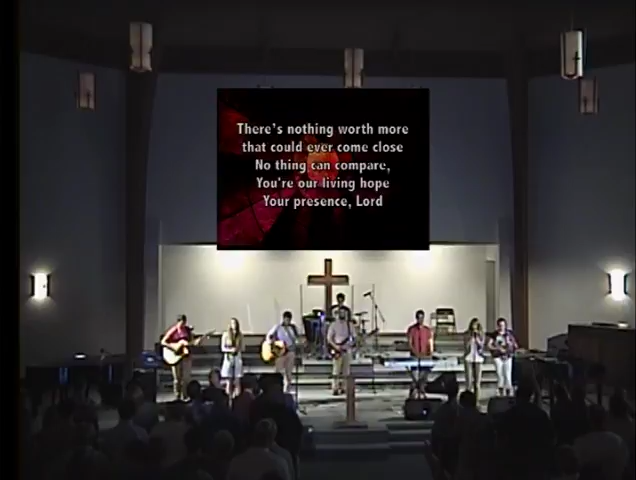 There's nothing worth more
that could ever come close
No thing can compare,
You're our living hope
Your presence, Lord